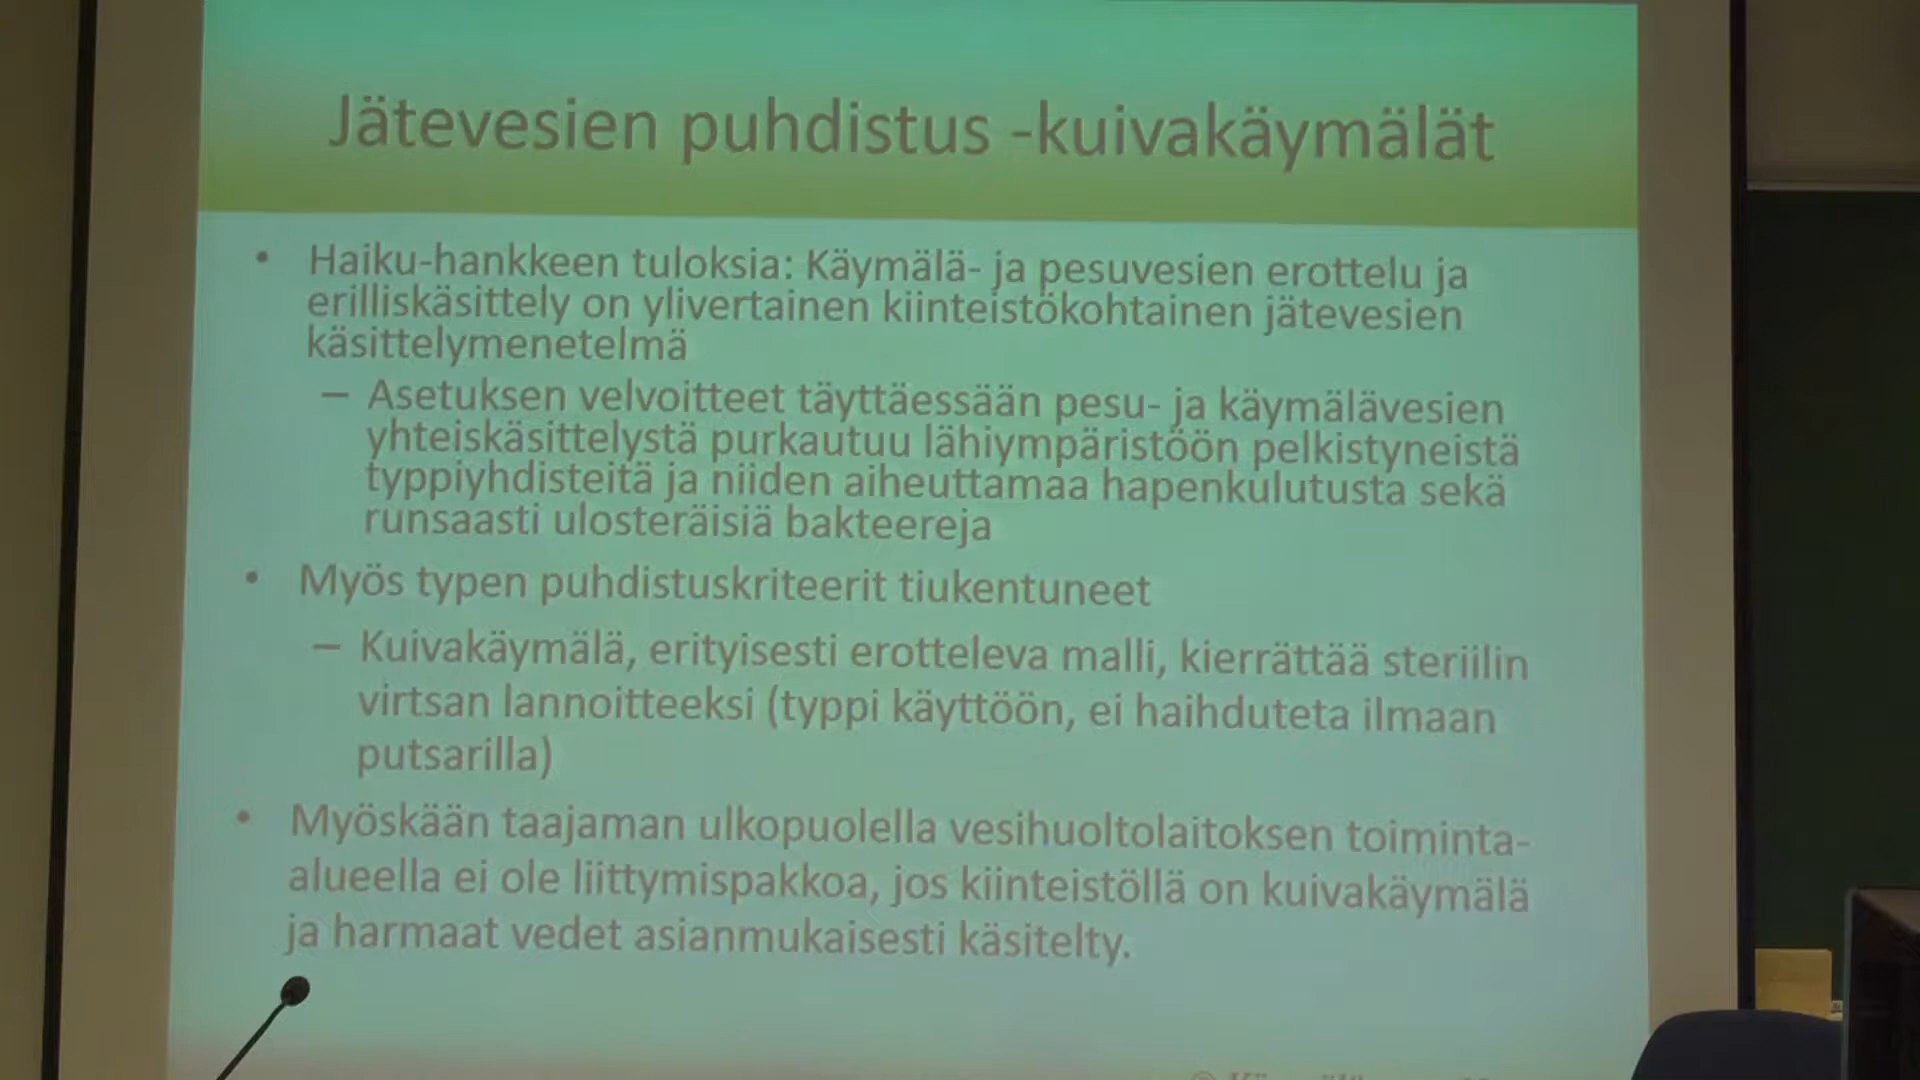 Jätevesien puhdistus -kuivakäymälät
• Haiku-hankkeen tuloksia: Käymälä- ja pesuvesien erottelu ja
erilliskäsittely on ylivertainen kiinteistökohtainen jätevesien
käsittelymenetelmä
– Asetuksen velvoitteet täyttäessään pesu- ja käymälävesien
yhteiskäsittelystä purkautuu lähiympäristöön pelkistyneistä
typpiyhdisteitä ja niiden aiheuttamaa hapenkulutusta sekä
runsaasti ulosteräisiä bakteereja
• Myös typen puhdistuskriteerit tiukentuneet
– Kuivakäymälä, erityisesti erotteleva malli, kierrättää steriilin
virtsan lannoitteeksi (typpi käyttöön, ei haihduteta ilmaan
putsarilla)
• Myöskään taajaman ulkopuolella vesihuoltolaitoksen toiminta-
alueella ei ole liittymispakkoa, jos kiinteistöllä on kuivakäymälä
ja harmaat vedet asianmukaisesti käsitelty.